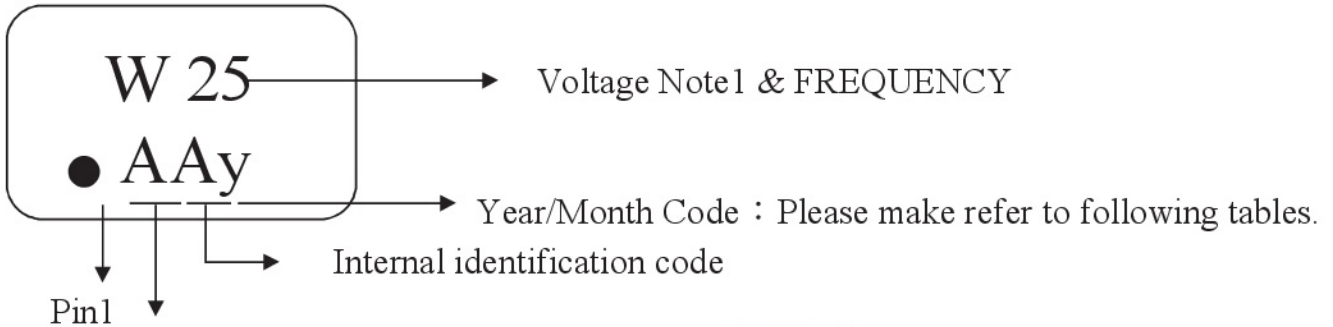 W 25
Voltage Note1 & FREQUENCY
● AAy
Year/Month Code：Please make refer to following tables.
Internal identification code
Pin1